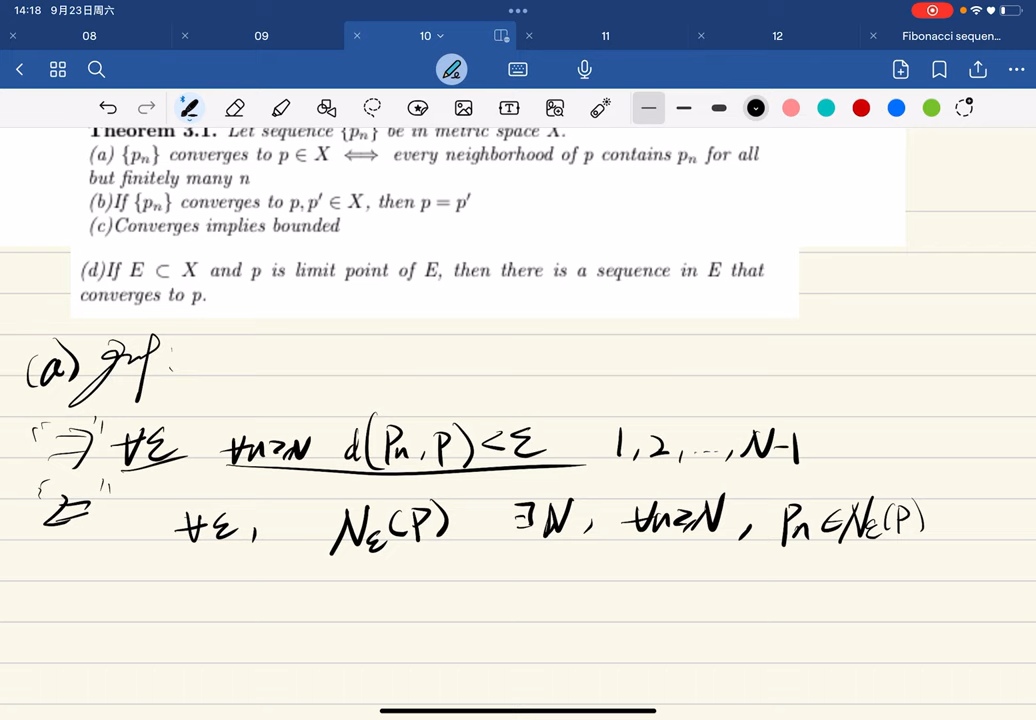 14:18 9月23日周六
08
09
10
11
12
Fibonacci sequen...
Theorem 3.1. Let sequence {pₙ} be in metric space X.
(a) {pₙ} converges to p ∈ X ⟺ every neighborhood of p contains pₙ for all
but finitely many n
(b)If {pₙ} converges to p, p′ ∈ X, then p = p′
(c)Converges implies bounded
(d)If E ⊂ X and p is limit point of E, then there is a sequence in E that
converges to p.
(a) proof:
"⇒" ∀ε ∀n≥N d(Pₙ, P)<ε 1, 2, ..., N-1
"⇐" ∀ε, N_ε(P) ∃N, ∀n≥N, Pₙ∈N_ε(P)